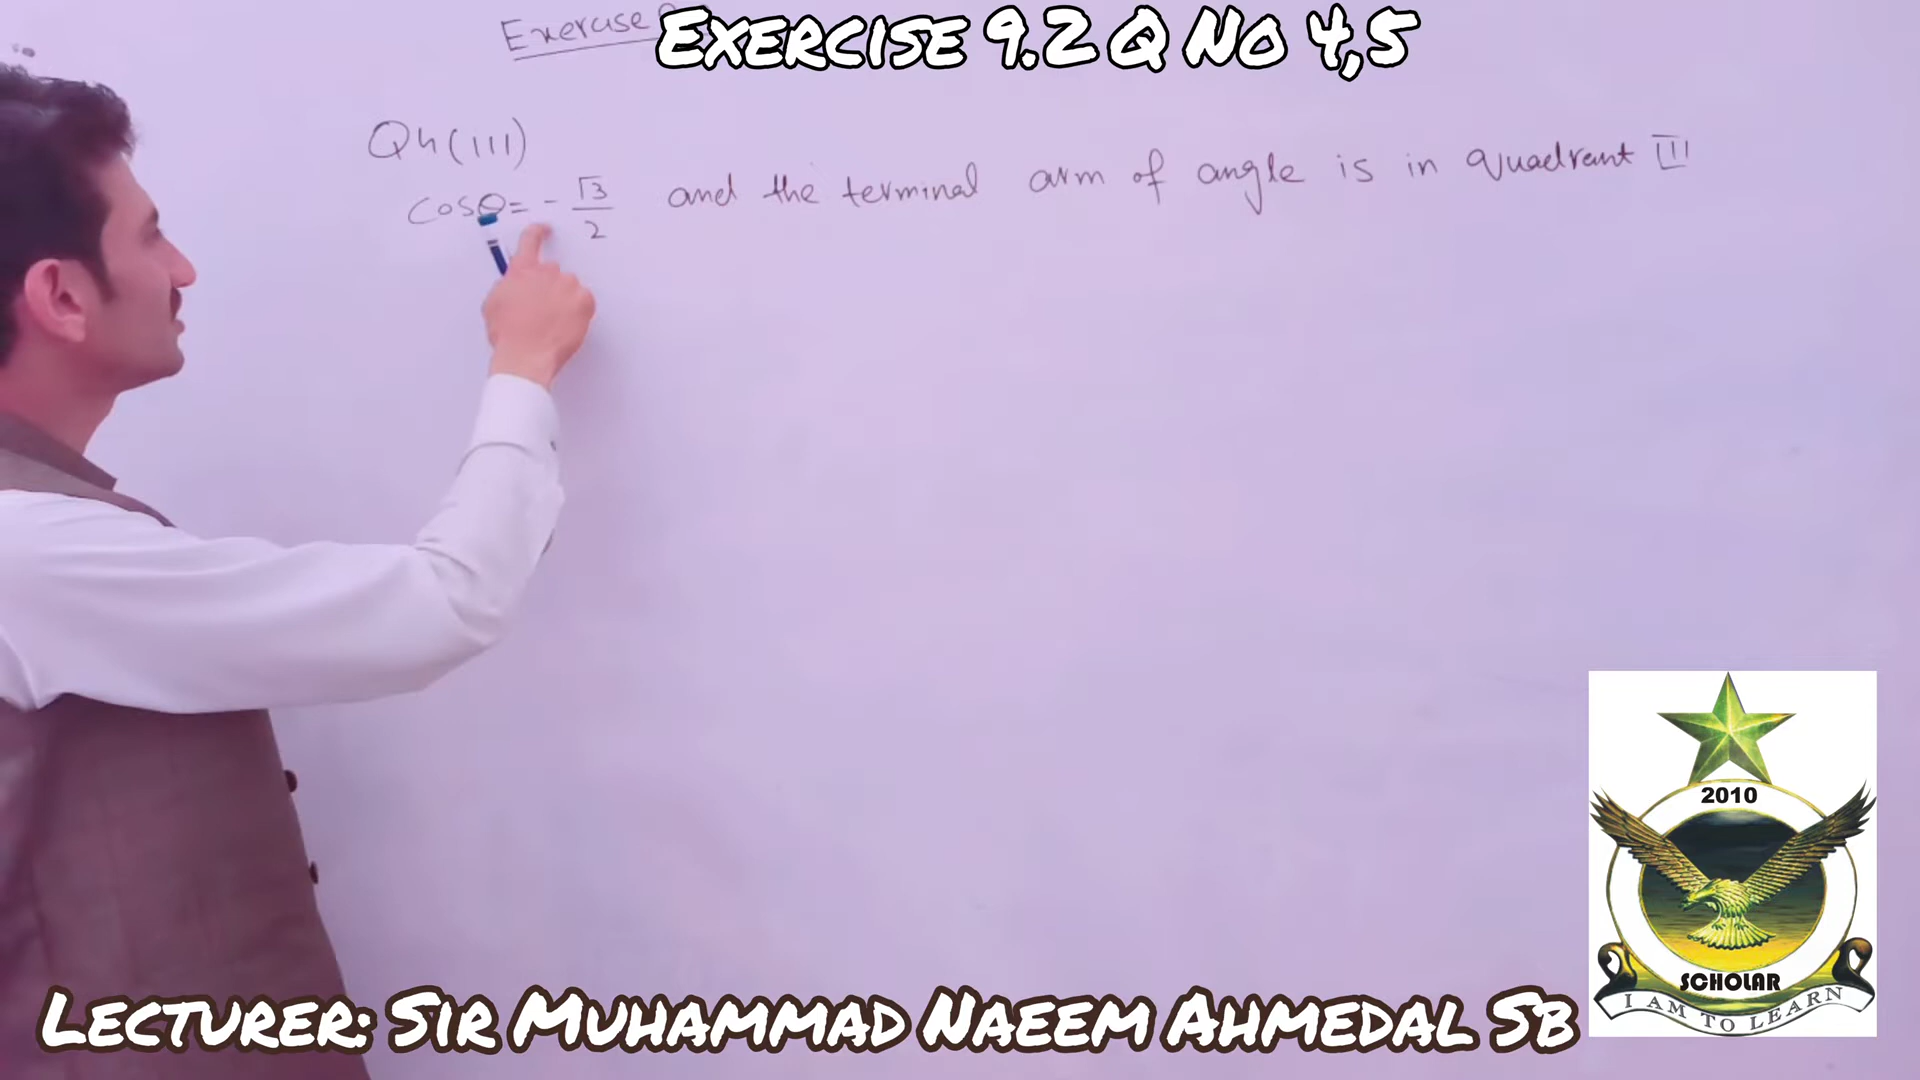 Exercise
EXERCISE 9.2 Q NO 4,5
Q4(III)
Cosθ = - √3/2 and the terminal arm of angle is in quadrant III
2010
SCHOLAR
I AM TO LEARN
LECTURER: SIR MUHAMMAD NAEEM AHMEDAL SB